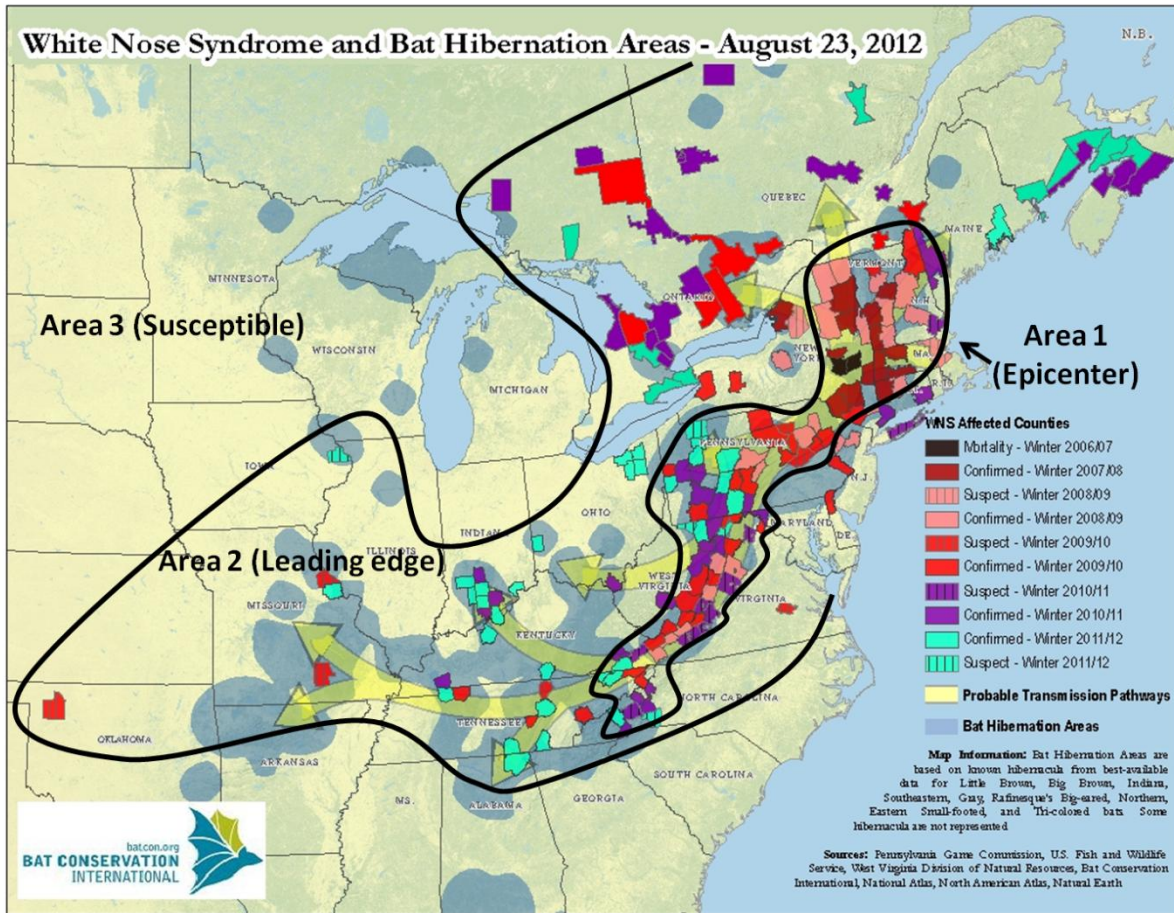 White Nose Syndrome and Bat Hibernation Areas - August 23, 2012
N.B.
QUEBEC
MAINE
MINNESOTA
VERMONT
ONTARIO
N.H.
Area 3 (Susceptible)
WISCONSIN
NEW
YORK
MA.
Area 1
(Epicenter)
MICHIGAN
R.I.
WNS Affected Counties
Mortality - Winter 2006/07
Confirmed - Winter 2007/08
Suspect - Winter 2008/09
Confirmed - Winter 2008/09
Suspect - Winter 2009/10
Confirmed - Winter 2009/10
Suspect - Winter 2010/11
Confirmed - Winter 2010/11
Confirmed - Winter 2011/12
Suspect - Winter 2011/12
Probable Transmission Pathways
Bat Hibernation Areas
PENNSYLVANIA
IOWA
N.J.
OHIO
MARYLAND
DE.
INDIANA
ILLINOIS
Area 2 (Leading edge)
WEST
VIRGINIA
VIRGINIA
MISSOURI
KENTUCKY
NORTH CAROLINA
TENNESSEE
OKLAHOMA
ARKANSAS
SOUTH CAROLINA
MS.
ALABAMA
GEORGIA
Map Information: Bat Hibernation Areas are
based on known hibernacula from best-available
data for Little Brown, Big Brown, Indiana,
Southeastern, Gray, Rafinesque's Big-eared, Northern,
Eastern Small-footed, and Tri-colored bats. Some
hibernacula are not represented
Sources: Pennsylvania Game Commission, U.S. Fish and Wildlife
Service, West Virginia Division of Natural Resources, Bat Conservation
International, National Atlas, North American Atlas, Natural Earth
batcon.org
BAT CONSERVATION
INTERNATIONAL